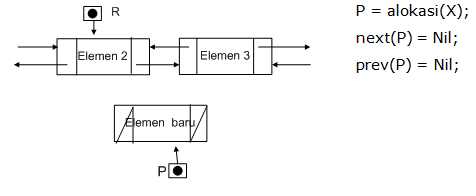 R
P = alokasi(X);
next(P) = Nil;
prev(P) = Nil;
Elemen 2
Elemen 3
Elemen baru
P